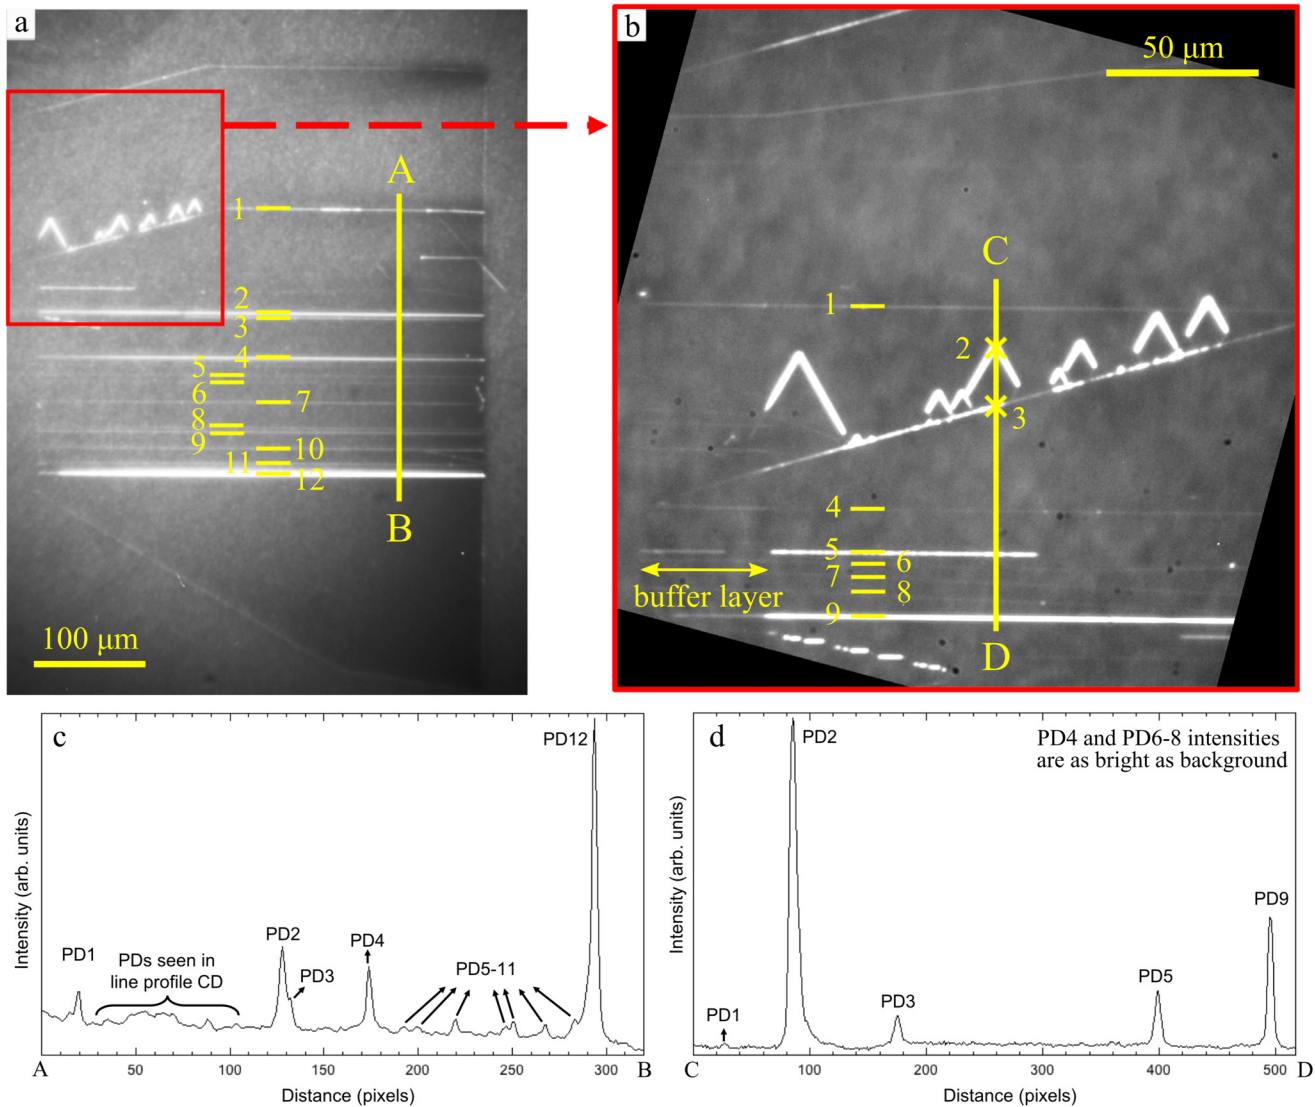 a
A
1
2
3
4
5
6
7
8
9
10
11
12
B
100 μm
b
50 μm
C
1
2
3
4
5
6
7
8
9
buffer layer
D
c
PD12
PD1
PDs seen in
line profile CD
PD2
PD3
PD4
PD5-11
Intensity (arb. units)
A
50
100
150
200
250
300
B
Distance (pixels)
d
PD2
PD4 and PD6-8 intensities
are as bright as background
PD1
PD3
PD5
PD9
Intensity (arb. units)
C
100
200
300
400
500
D
Distance (pixels)